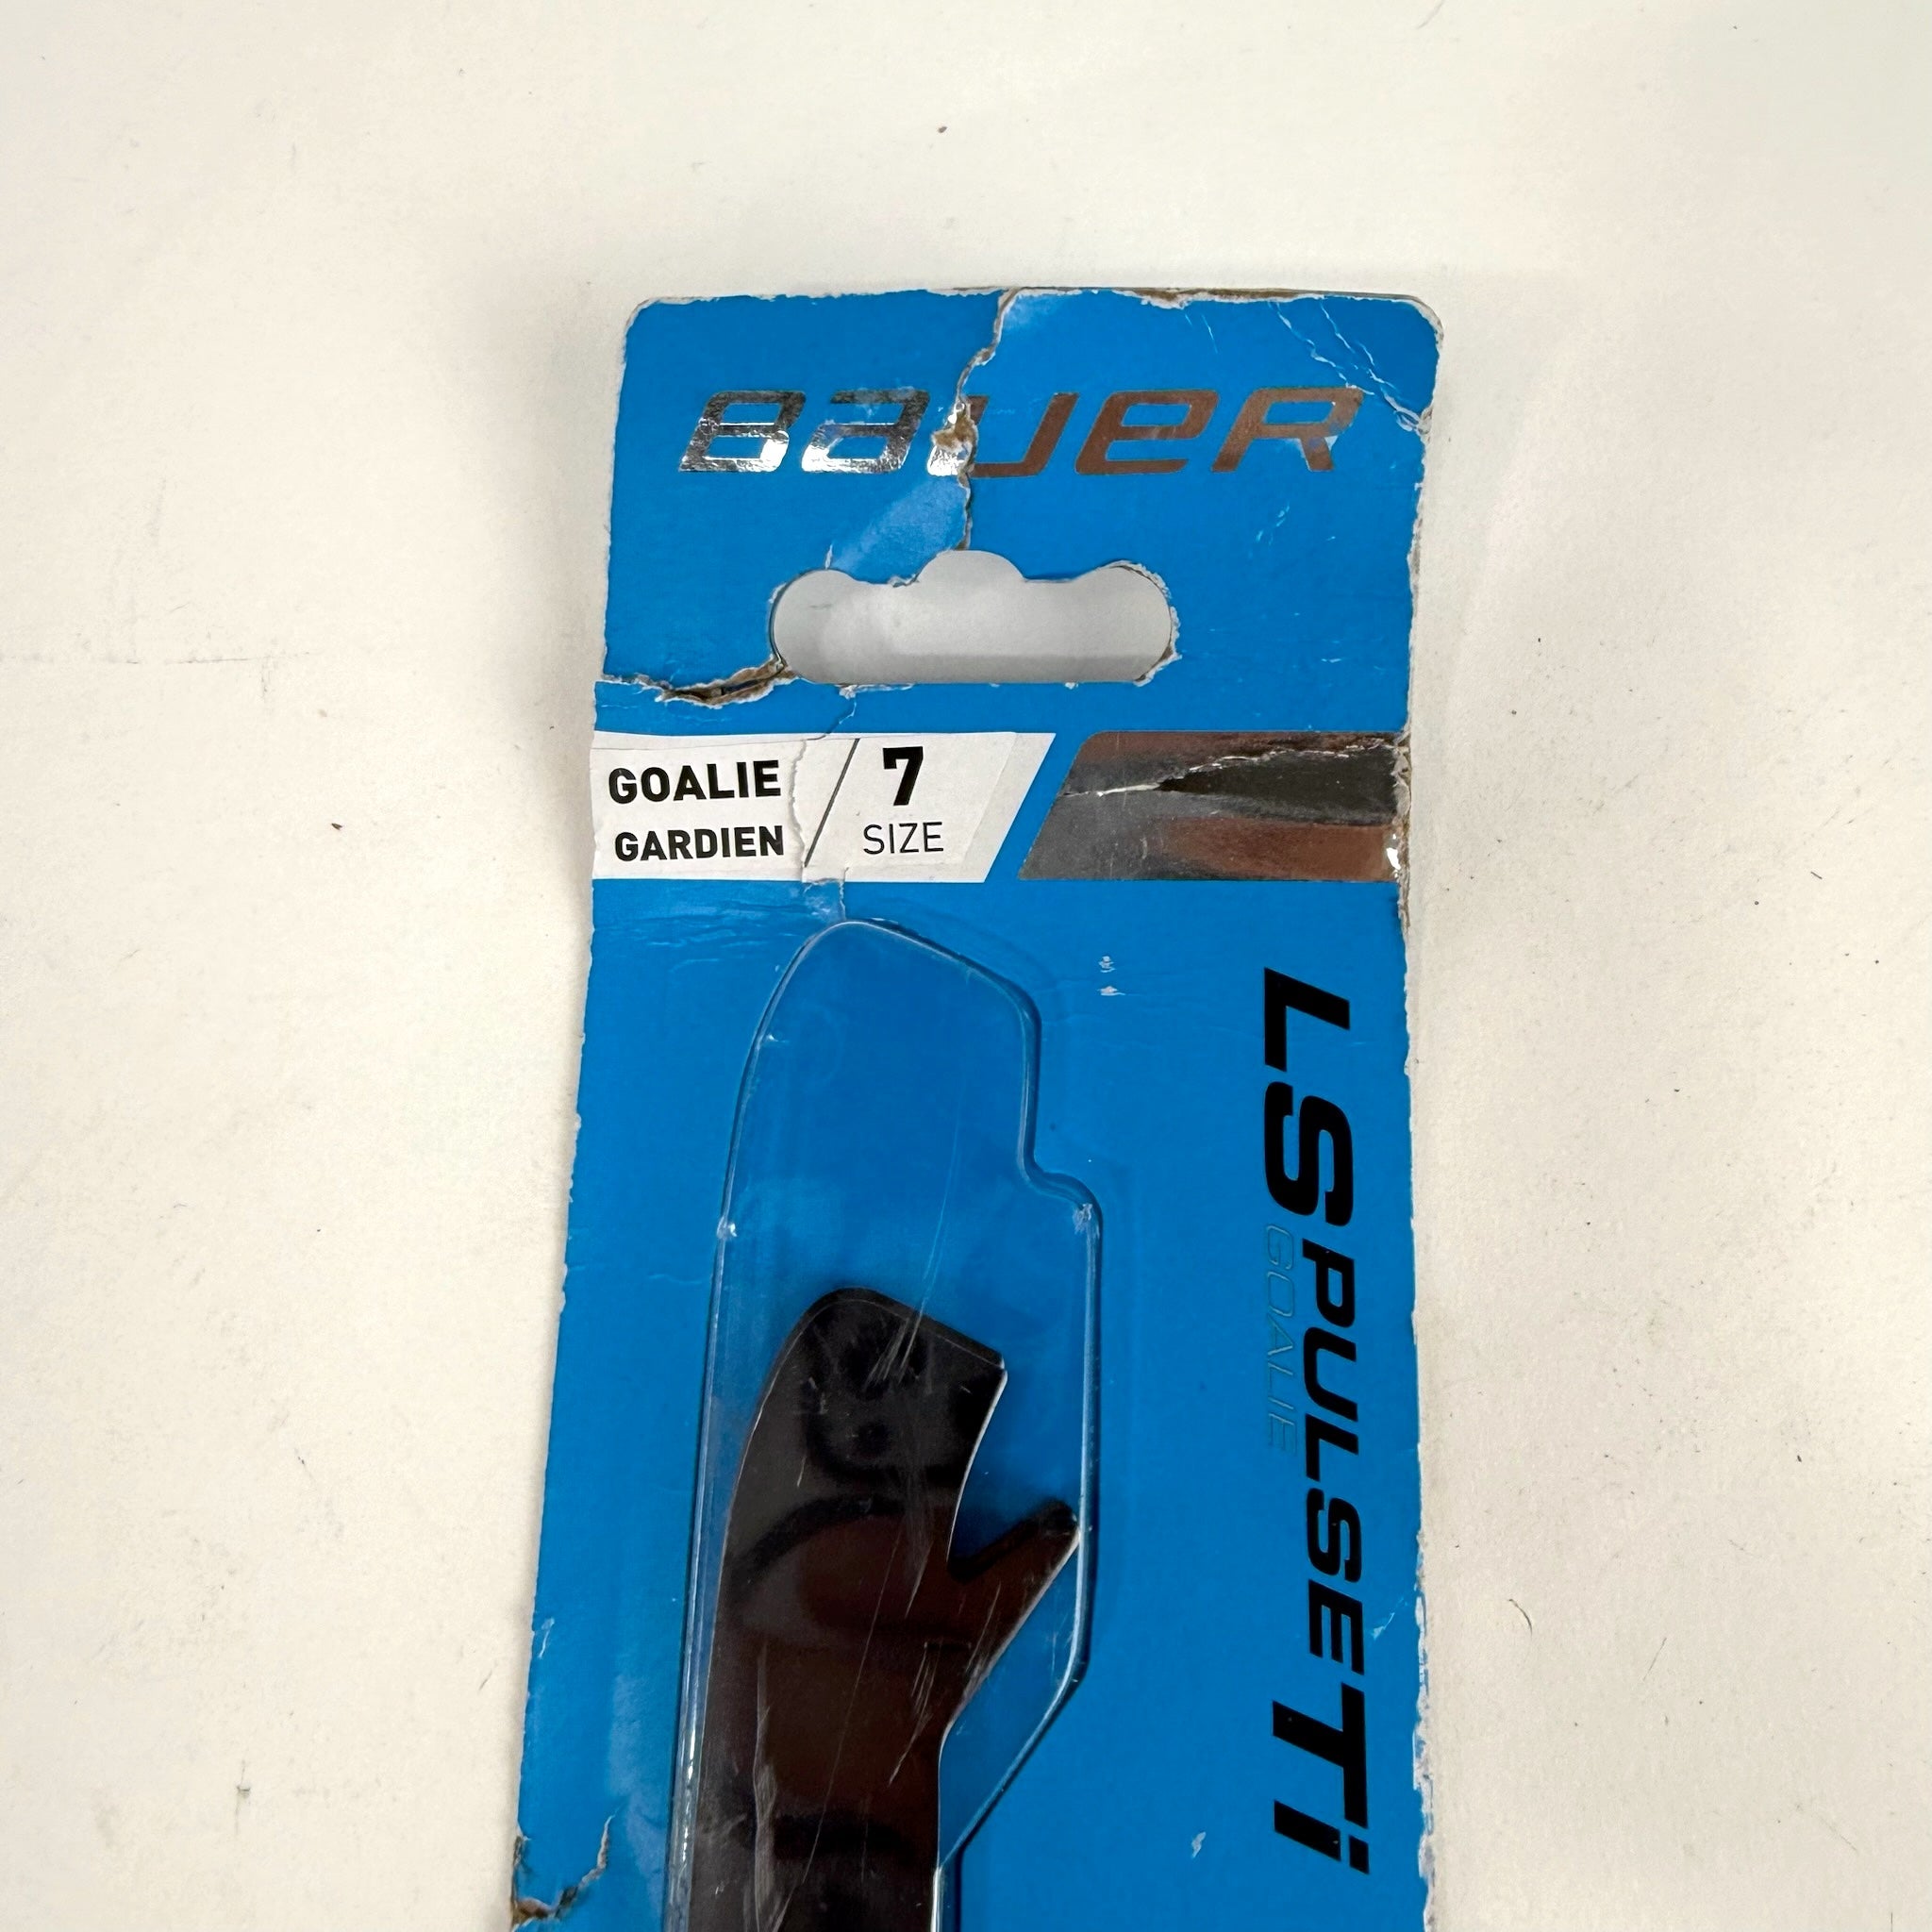 BAUER
GOALIE
GARDIEN
7
SIZE
LS PULSE Ti
GOALIE